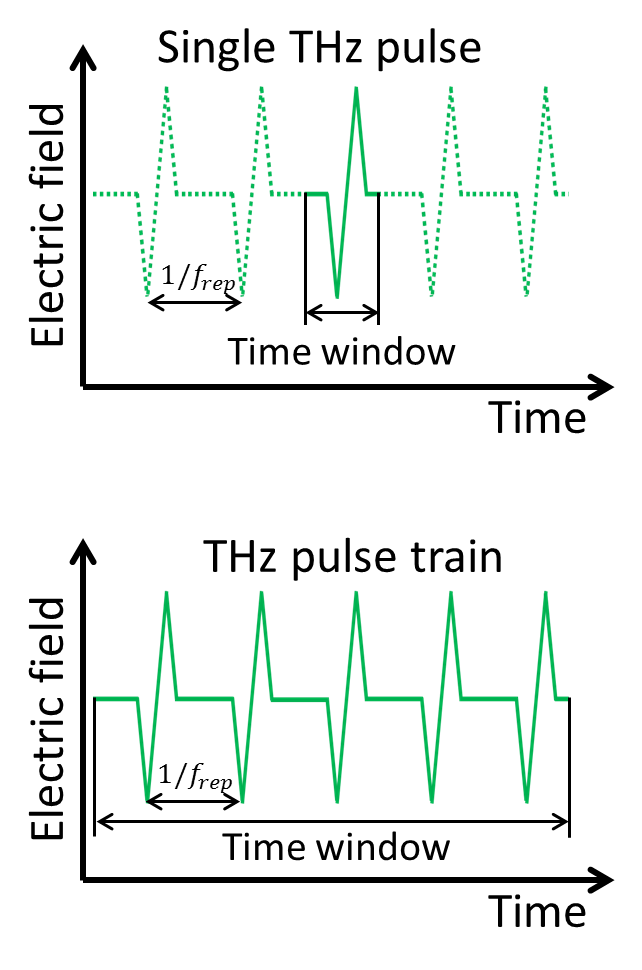 Single THz pulse
Electric field
1/f_rep
Time window
Time
THz pulse train
Electric field
1/f_rep
Time window
Time